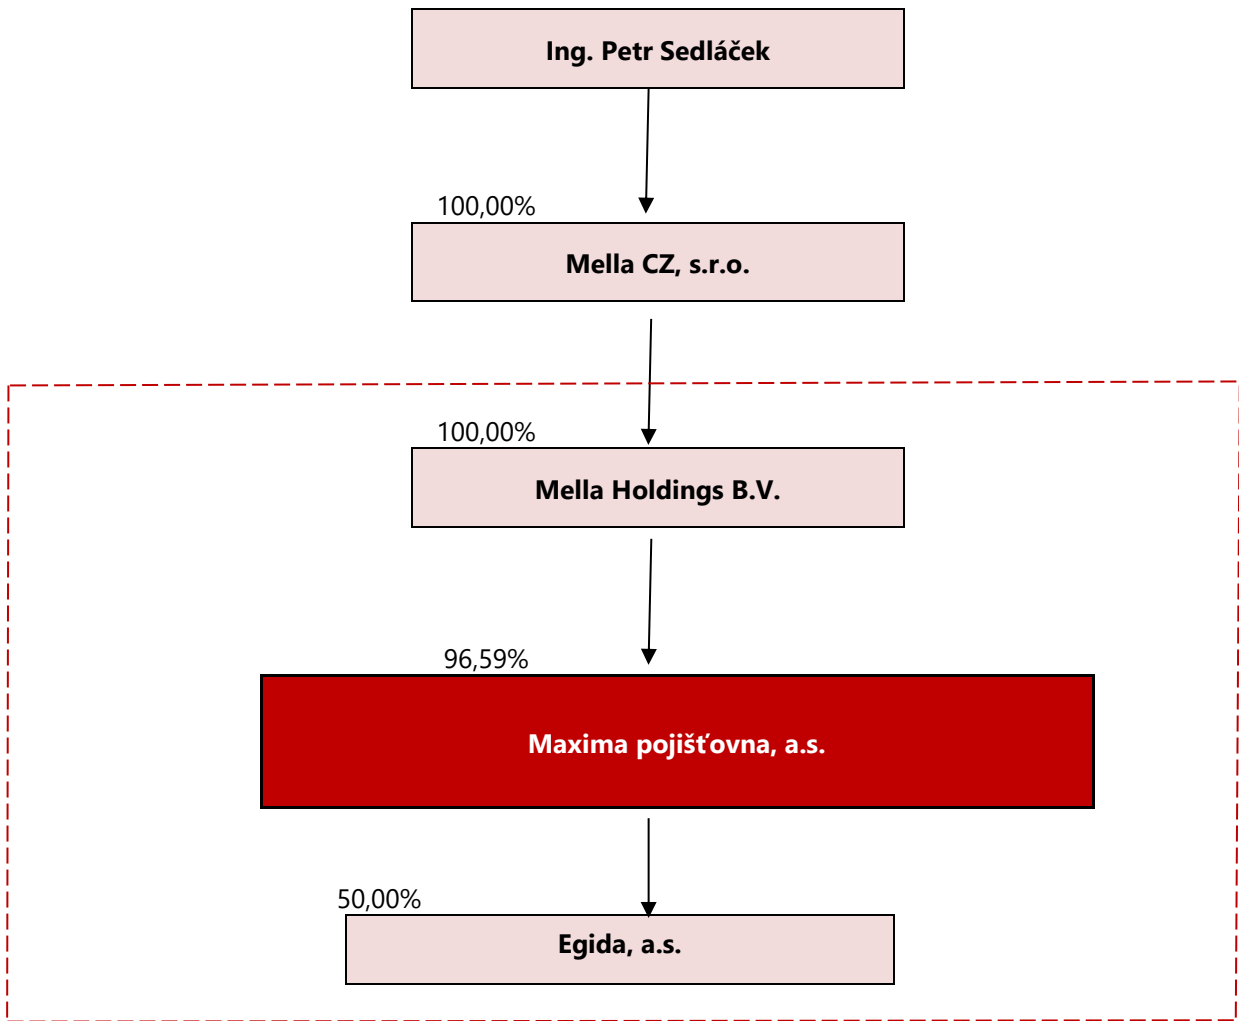 Ing. Petr Sedláček
100,00%
Mella CZ, s.r.o.
100,00%
Mella Holdings B.V.
96,59%
Maxima pojišťovna, a.s.
50,00%
Egida, a.s.